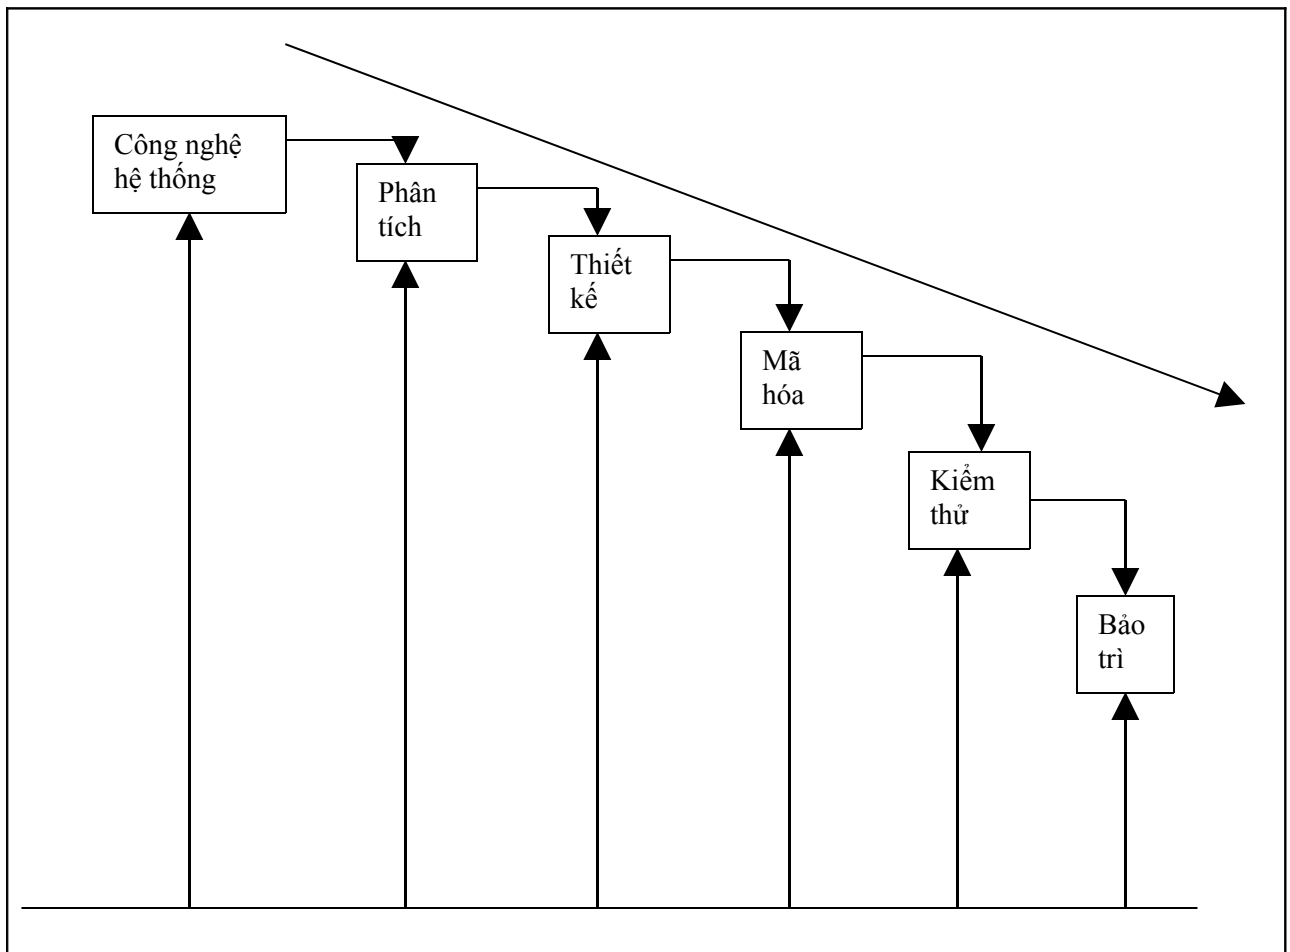 Công nghệ
hệ thống
Phân
tích
Thiết
kế
Mã
hóa
Kiểm
thử
Bảo
trì